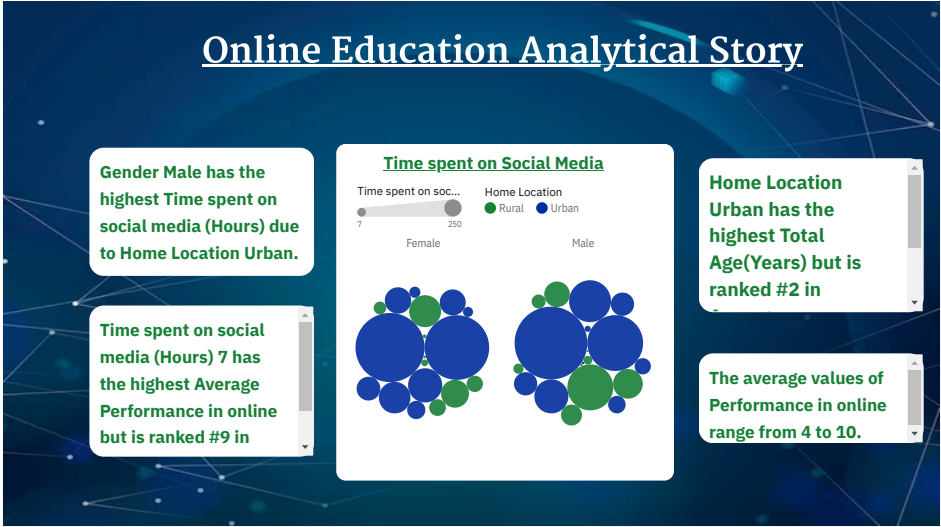 Online Education Analytical Story
Gender Male has the
highest Time spent on
social media (Hours) due
to Home Location Urban.
Time spent on social
media (Hours) 7 has
the highest Average
Performance in online
but is ranked #9 in
Time spent on Social Media
Time spent on soc...
7
250
Home Location
Rural
Urban
Female
Male
Home Location
Urban has the
highest Total
Age(Years) but is
ranked #2 in
The average values of
Performance in online
range from 4 to 10.